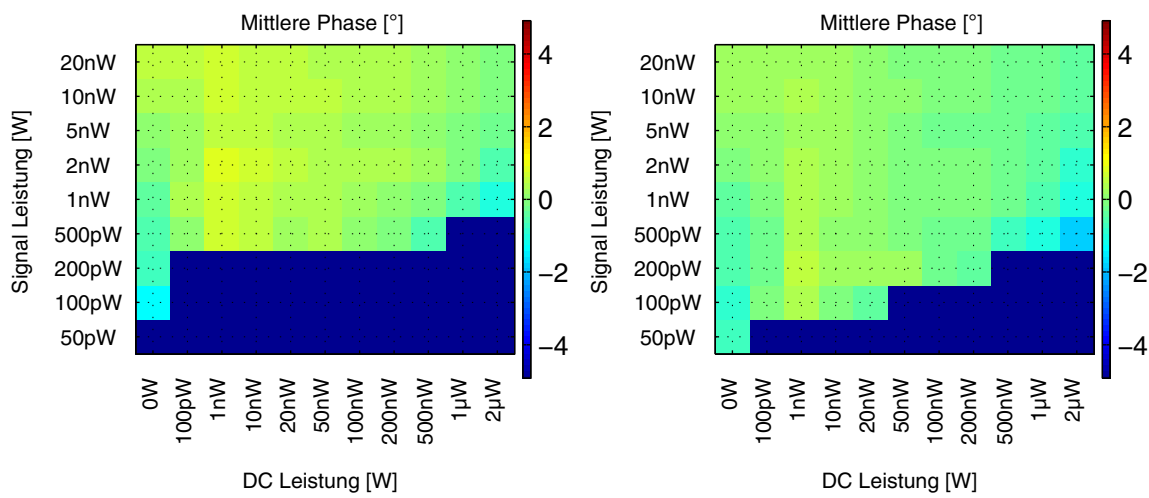 Mittlere Phase [°]
Signal Leistung [W]
20nW
10nW
5nW
2nW
1nW
500pW
200pW
100pW
50pW
0W
100pW
1nW
10nW
20nW
50nW
100nW
200nW
500nW
1µW
2µW
DC Leistung [W]
4
2
0
−2
−4
Mittlere Phase [°]
Signal Leistung [W]
20nW
10nW
5nW
2nW
1nW
500pW
200pW
100pW
50pW
0W
100pW
1nW
10nW
20nW
50nW
100nW
200nW
500nW
1µW
2µW
DC Leistung [W]
4
2
0
−2
−4